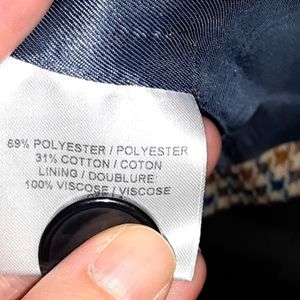 69% POLYESTER / POLYESTER
31% COTTON / COTON
LINING / DOUBLURE:
100% VISCOSE / VISCOSE